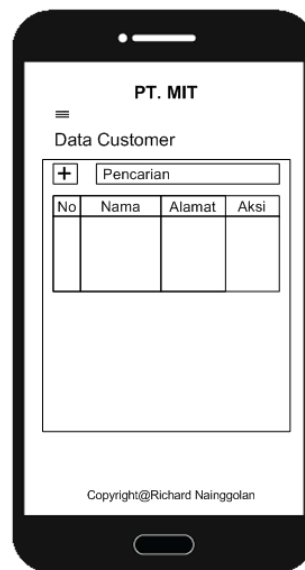 PT. MIT
Data Customer
+ Pencarian
No Nama Alamat Aksi
Copyright@Richard Nainggolan